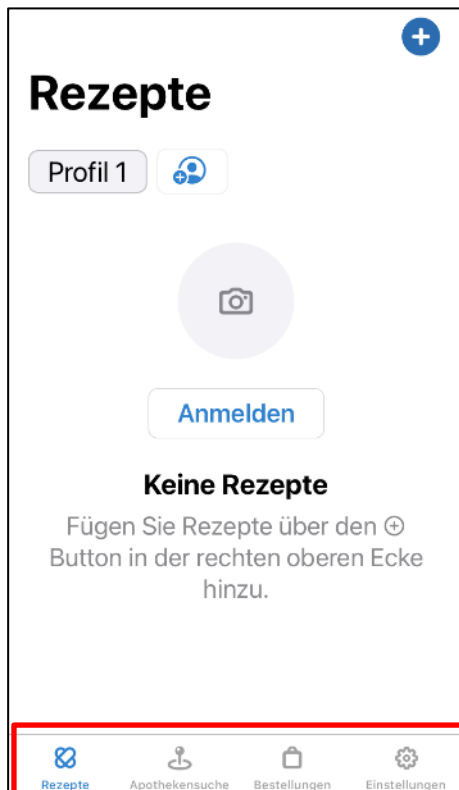 Rezepte
Profil 1
Anmelden
Keine Rezepte
Fügen Sie Rezepte über den ⊕
Button in der rechten oberen Ecke
hinzu.
Rezepte Apothekensuche Bestellungen Einstellungen